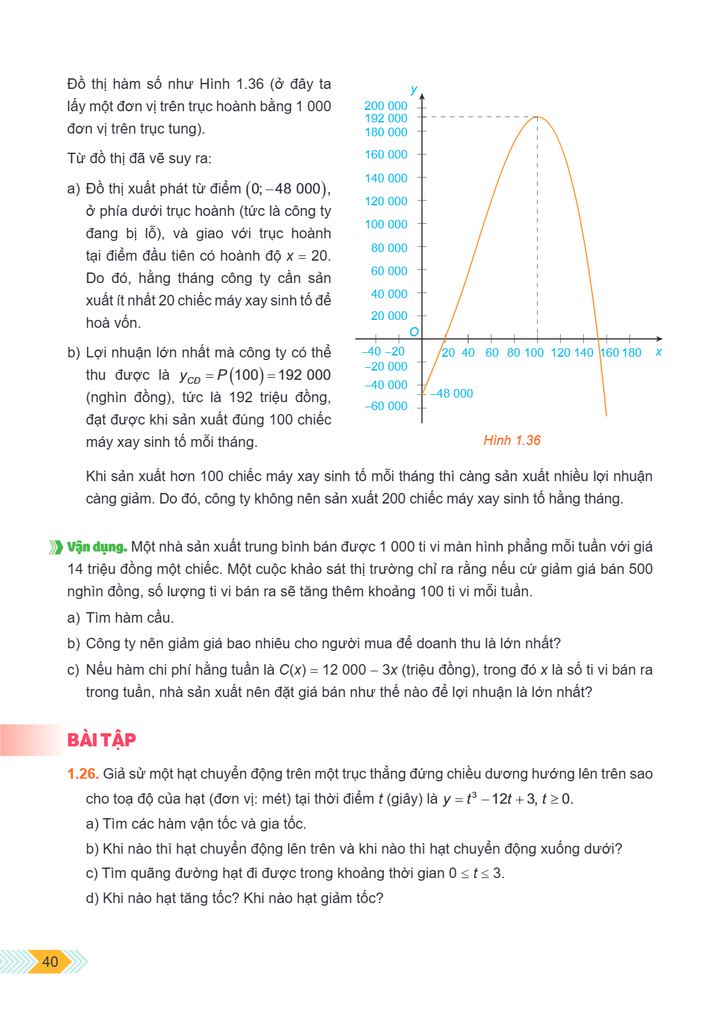 Đồ thị hàm số như Hình 1.36 (ở đây ta
lấy một đơn vị trên trục hoành bằng 1 000
đơn vị trên trục tung).
Từ đồ thị đã vẽ suy ra:
a) Đồ thị xuất phát từ điểm (0; −48 000),
ở phía dưới trục hoành (tức là công ty
đang bị lỗ), và giao với trục hoành
tại điểm đầu tiên có hoành độ x = 20.
Do đó, hằng tháng công ty cần sản
xuất ít nhất 20 chiếc máy xay sinh tố để
hoà vốn.
b) Lợi nhuận lớn nhất mà công ty có thể
thu được là yCĐ = P(100) = 192 000
(nghìn đồng), tức là 192 triệu đồng,
đạt được khi sản xuất đúng 100 chiếc
máy xay sinh tố mỗi tháng.
y
200 000
192 000
180 000
160 000
140 000
120 000
100 000
80 000
60 000
40 000
20 000
O
−40 −20 20 40 60 80 100 120 140 160 180 x
−20 000
−40 000
−48 000
−60 000
Hình 1.36
Khi sản xuất hơn 100 chiếc máy xay sinh tố mỗi tháng thì càng sản xuất nhiều lợi nhuận
càng giảm. Do đó, công ty không nên sản xuất 200 chiếc máy xay sinh tố hằng tháng.
Vận dụng. Một nhà sản xuất trung bình bán được 1 000 ti vi màn hình phẳng mỗi tuần với giá
14 triệu đồng một chiếc. Một cuộc khảo sát thị trường chỉ ra rằng nếu cứ giảm giá bán 500
nghìn đồng, số lượng ti vi bán ra sẽ tăng thêm khoảng 100 ti vi mỗi tuần.
a) Tìm hàm cầu.
b) Công ty nên giảm giá bao nhiêu cho người mua để doanh thu là lớn nhất?
c) Nếu hàm chi phí hằng tuần là C(x) = 12 000 − 3x (triệu đồng), trong đó x là số ti vi bán ra
trong tuần, nhà sản xuất nên đặt giá bán như thế nào để lợi nhuận là lớn nhất?
BÀI TẬP
1.26. Giả sử một hạt chuyển động trên một trục thẳng đứng chiều dương hướng lên trên sao
cho toạ độ của hạt (đơn vị: mét) tại thời điểm t (giây) là y = t³ − 12t + 3, t ≥ 0.
a) Tìm các hàm vận tốc và gia tốc.
b) Khi nào thì hạt chuyển động lên trên và khi nào thì hạt chuyển động xuống dưới?
c) Tìm quãng đường hạt đi được trong khoảng thời gian 0 ≤ t ≤ 3.
d) Khi nào hạt tăng tốc? Khi nào hạt giảm tốc?
40